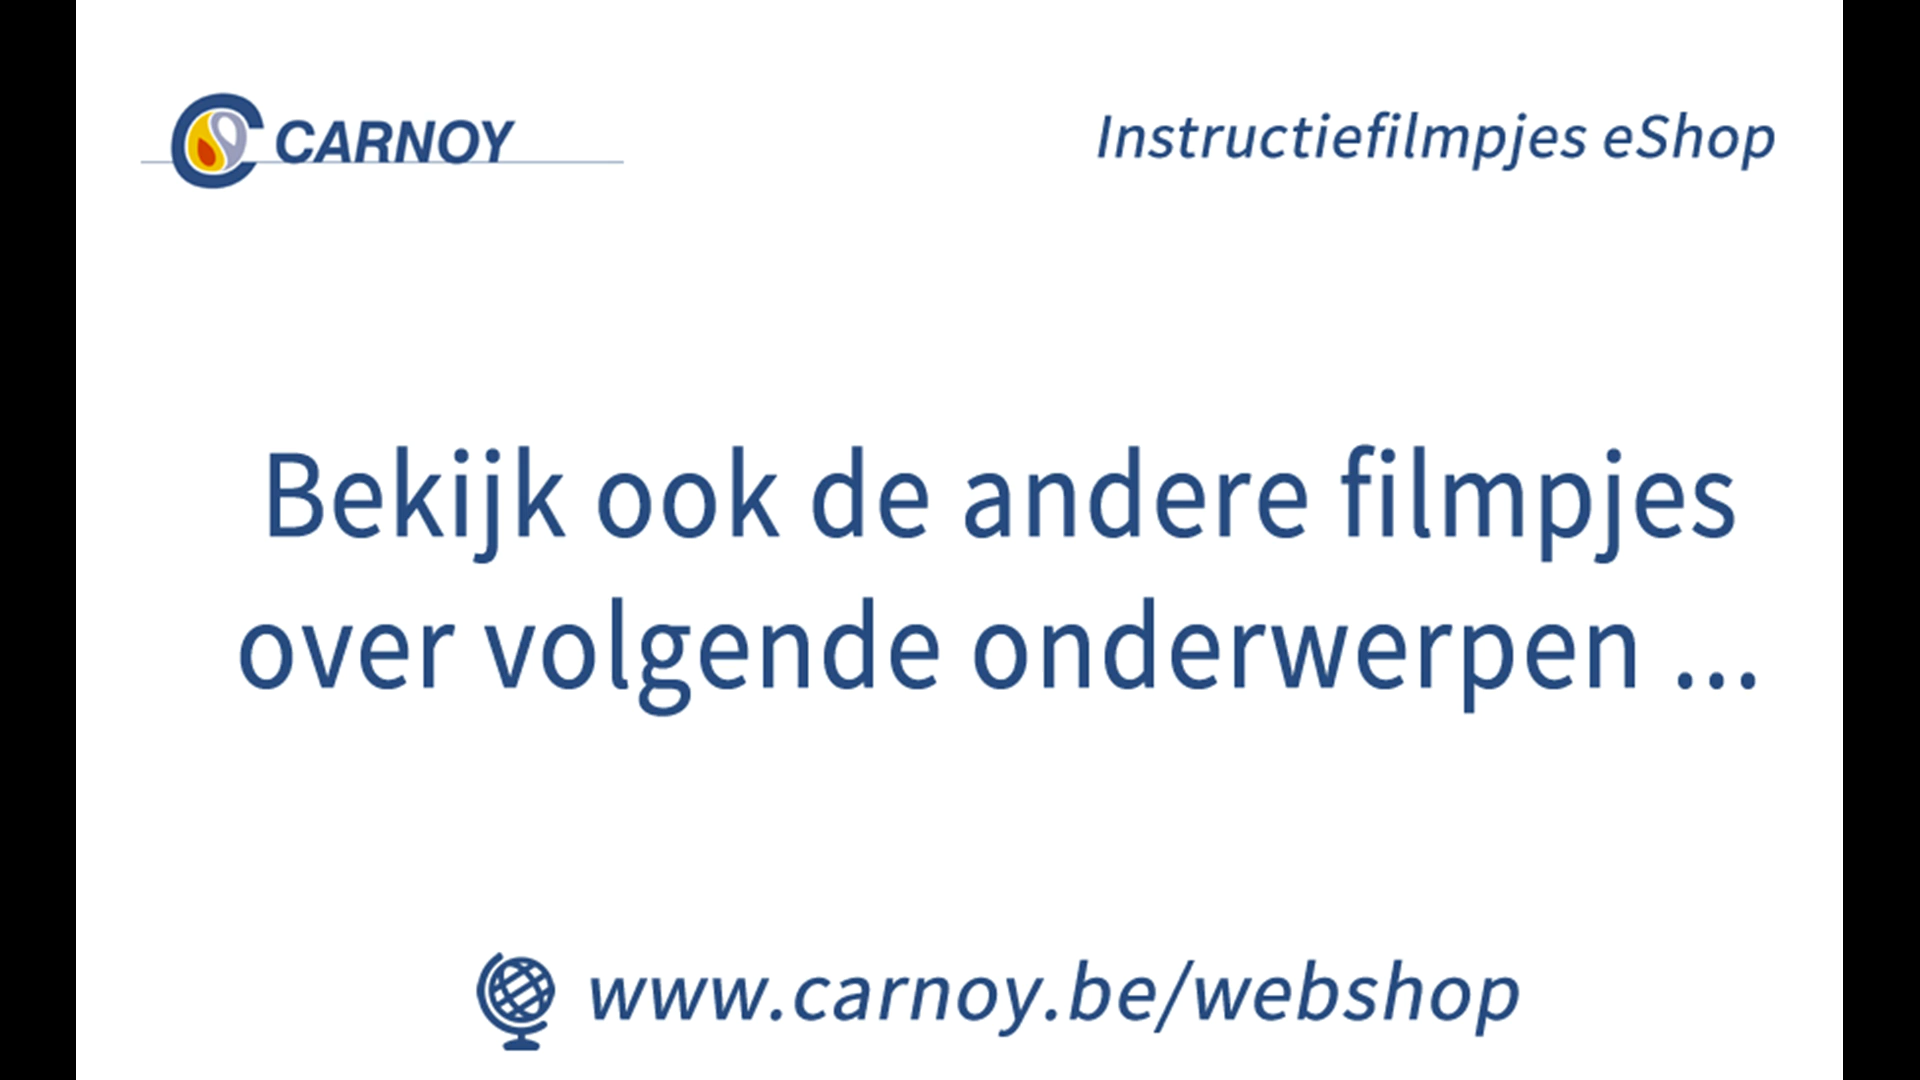 CARNOY
Instructiefilmpjes eShop
Bekijk ook de andere filmpjes
over volgende onderwerpen ...
www.carnoy.be/webshop